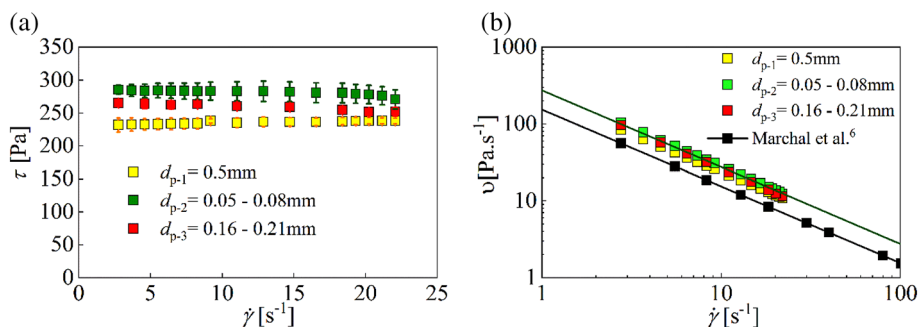 (a)
350
300
250
200
150
100
50
0
τ [Pa]
d_p-1 = 0.5mm
d_p-2 = 0.05 - 0.08mm
d_p-3 = 0.16 - 0.21mm
0 5 10 15 20 25
γ̇ [s⁻¹]
(b)
1000
100
10
1
υ[Pa.s⁻¹]
d_p-1= 0.5mm
d_p-2= 0.05 - 0.08mm
d_p-3= 0.16 - 0.21mm
Marchal et al.⁶
1 10 100
γ̇ [s⁻¹]